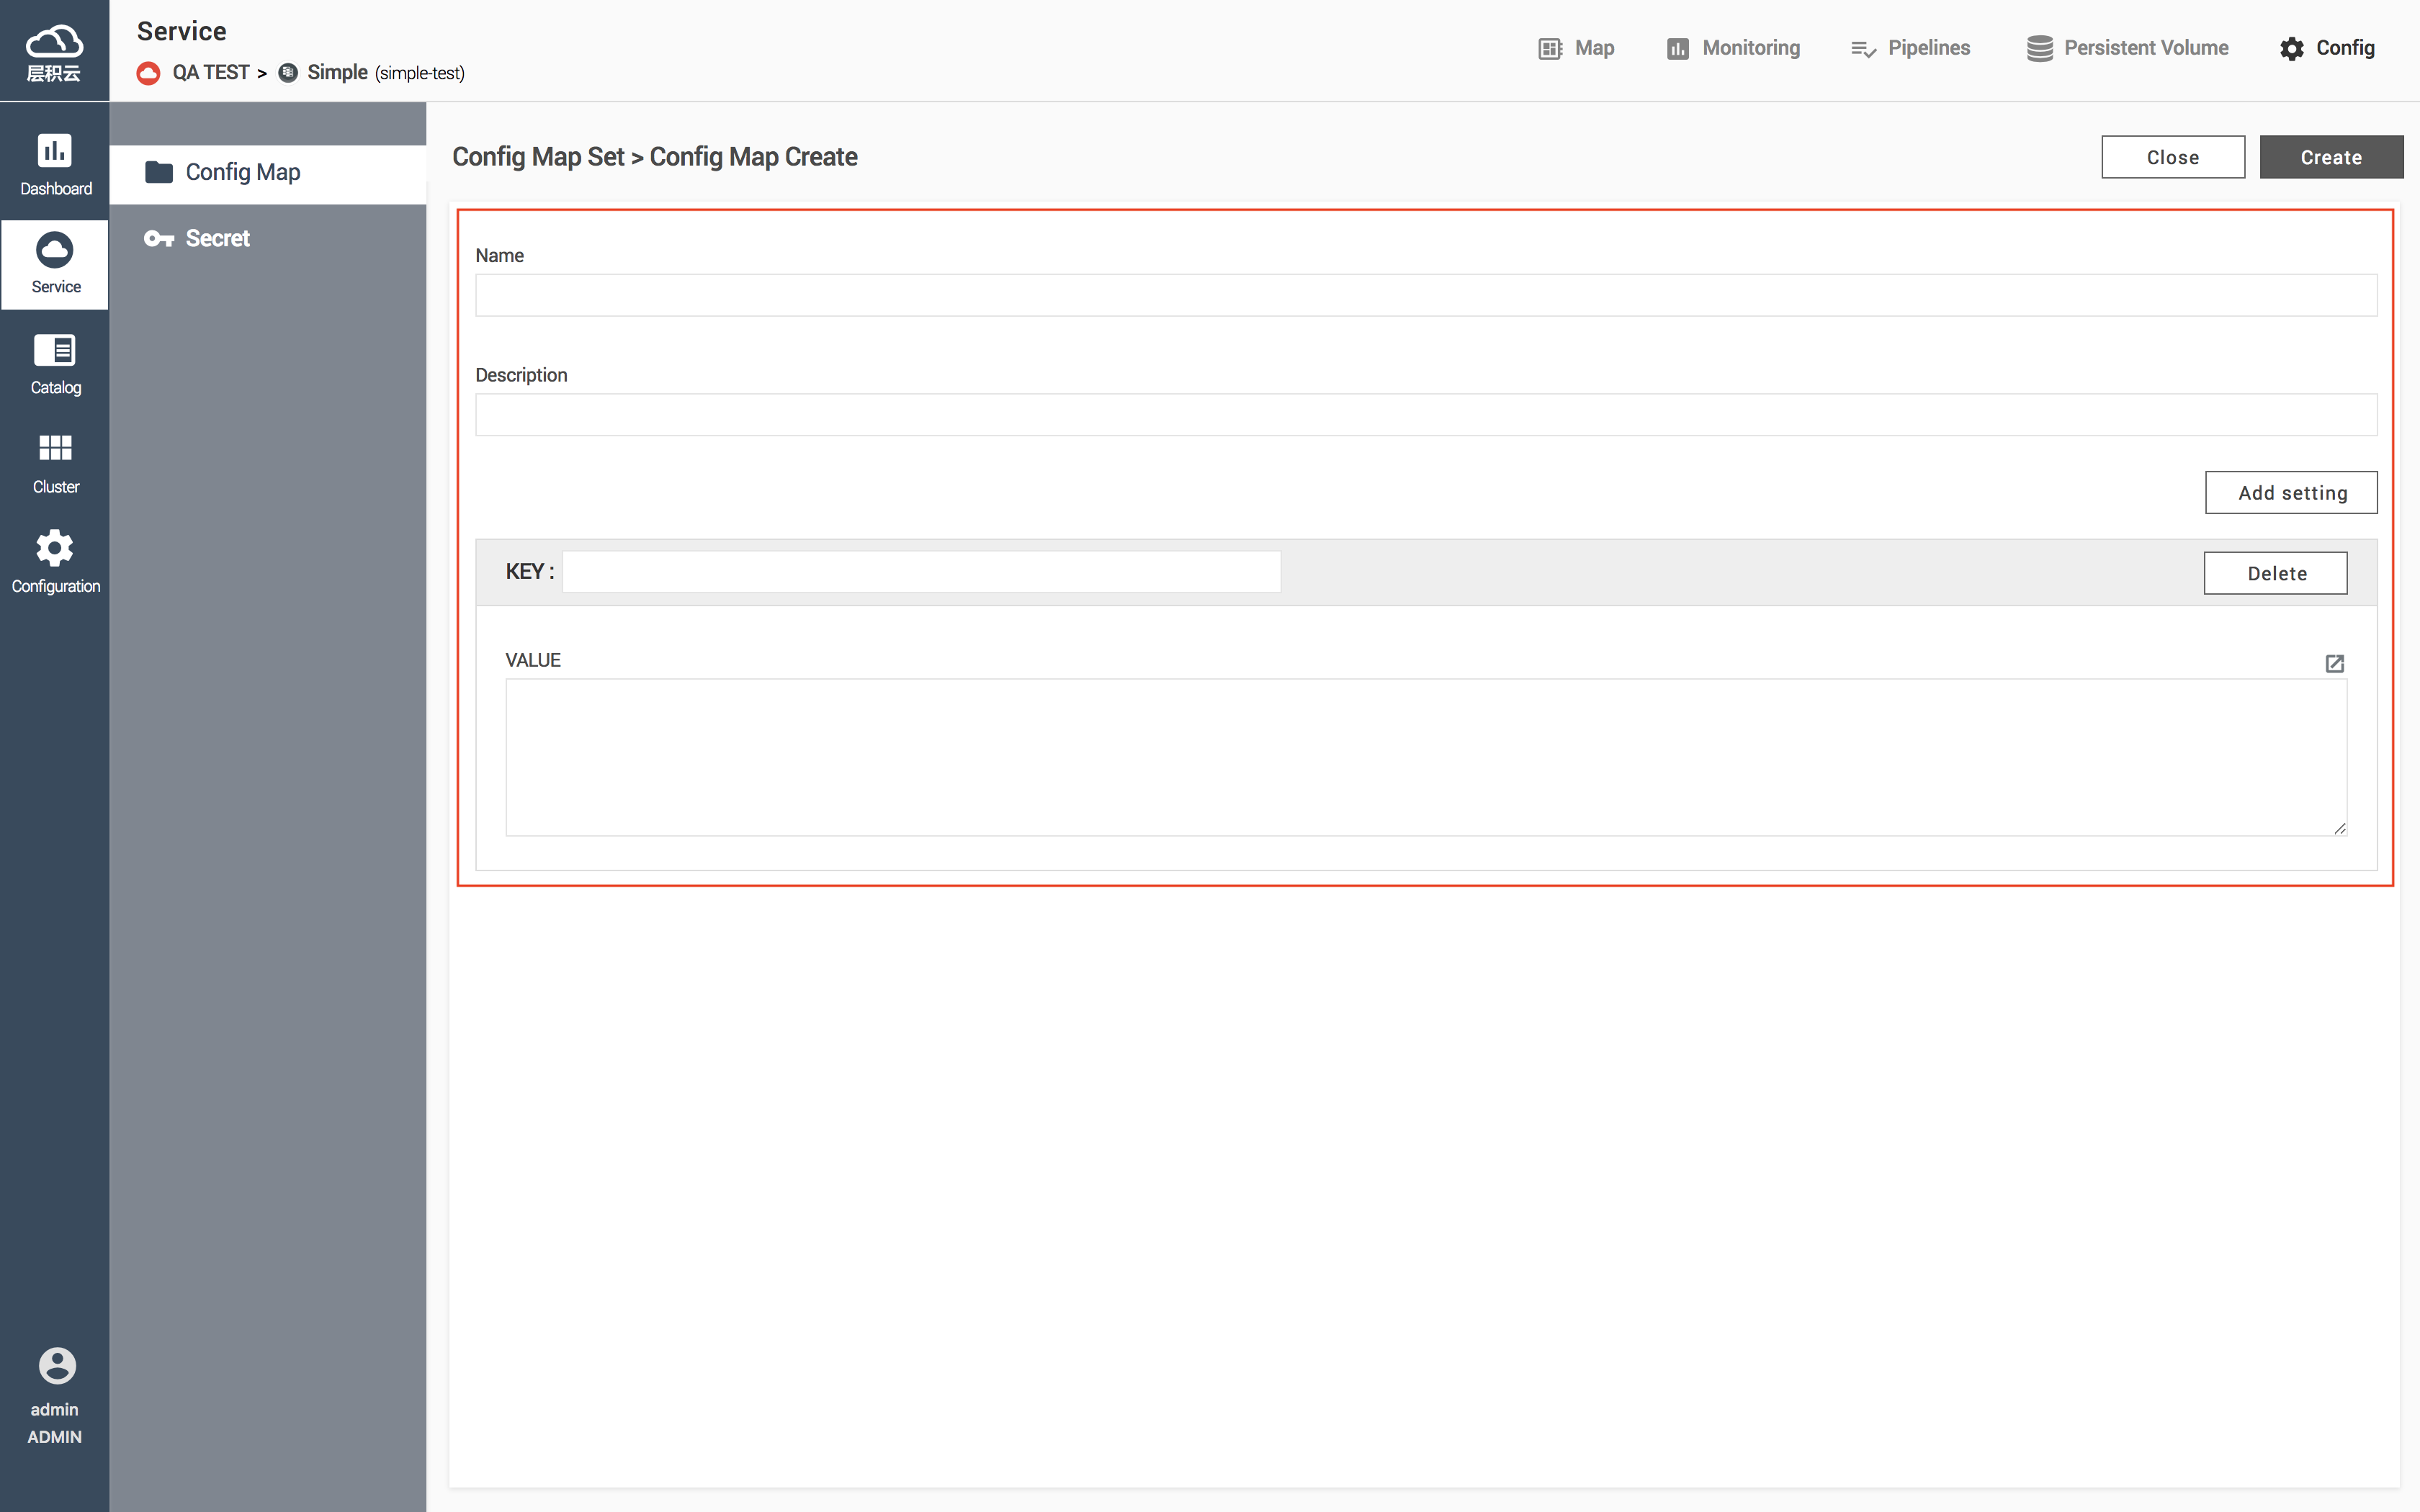 层积云
Service
QA TEST > Simple (simple-test)
Map
Monitoring
Pipelines
Persistent Volume
Config
Dashboard
Service
Catalog
Cluster
Configuration
admin
ADMIN
Config Map
Secret
Config Map Set > Config Map Create
Close
Create
Name
Description
Add setting
KEY :
Delete
VALUE